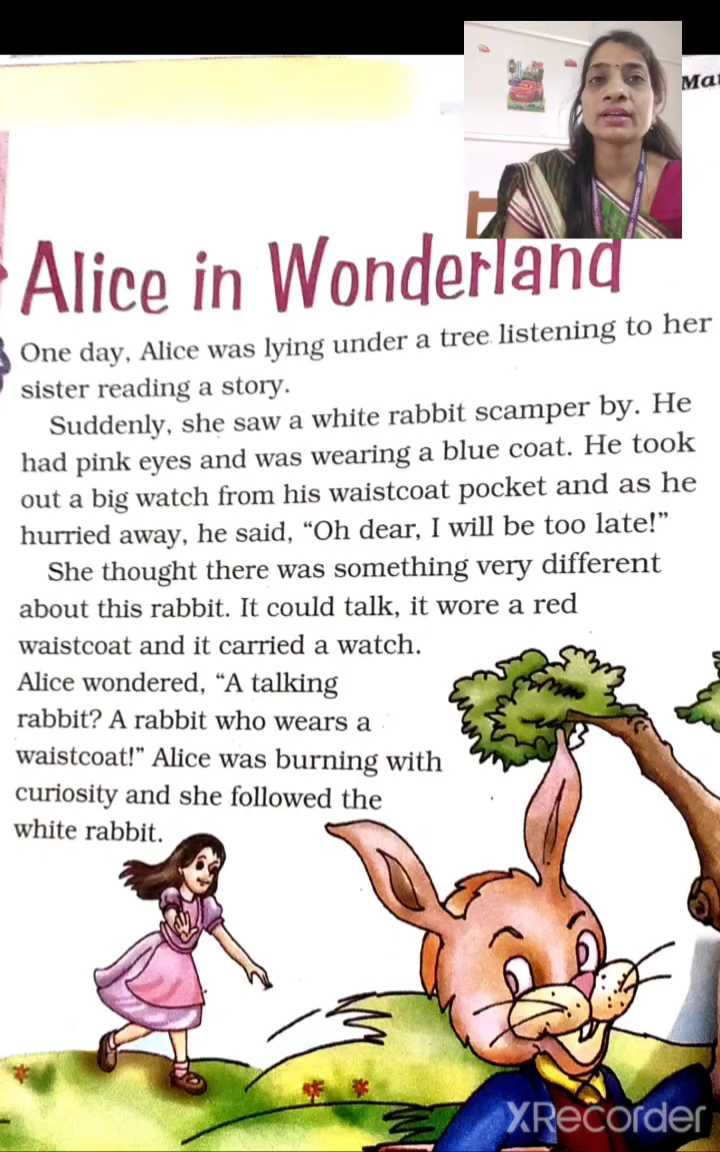 Alice in Wonderland
One day, Alice was lying under a tree listening to her
sister reading a story.
Suddenly, she saw a white rabbit scamper by. He
had pink eyes and was wearing a blue coat. He took
out a big watch from his waistcoat pocket and as he
hurried away, he said, “Oh dear, I will be too late!”
She thought there was something very different
about this rabbit. It could talk, it wore a red
waistcoat and it carried a watch.
Alice wondered, “A talking
rabbit? A rabbit who wears a
waistcoat!” Alice was burning with
curiosity and she followed the
white rabbit.
XRecorder